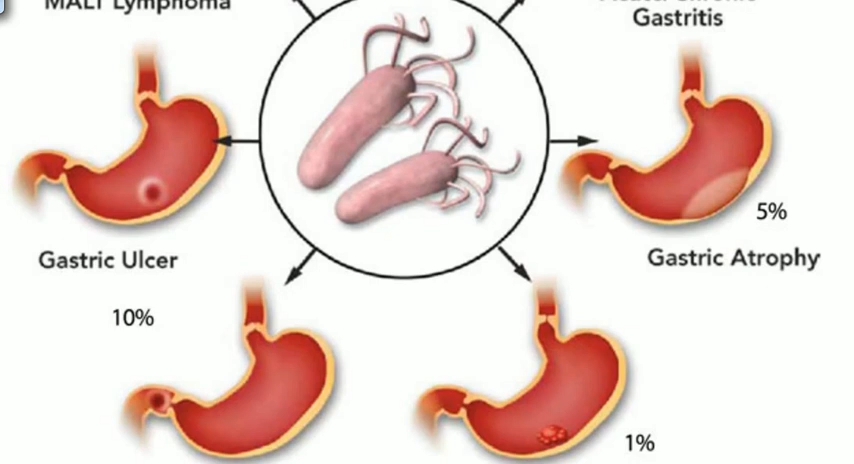 MALT Lymphoma
Gastritis
5%
Gastric Ulcer
Gastric Atrophy
10%
1%